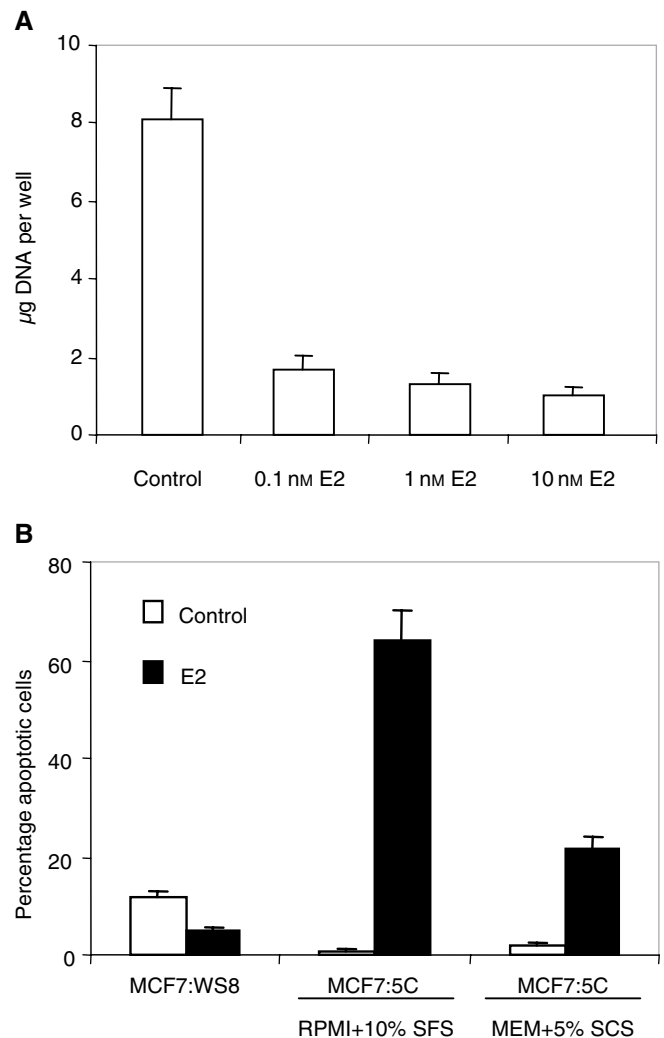 A
10
8
6
4
2
0
µg DNA per well
Control
0.1 nM E2
1 nM E2
10 nM E2
B
80
60
40
20
0
Percentage apoptotic cells
Control
E2
MCF7:WS8
MCF7:5C
MCF7:5C
RPMI+10% SFS
MEM+5% SCS